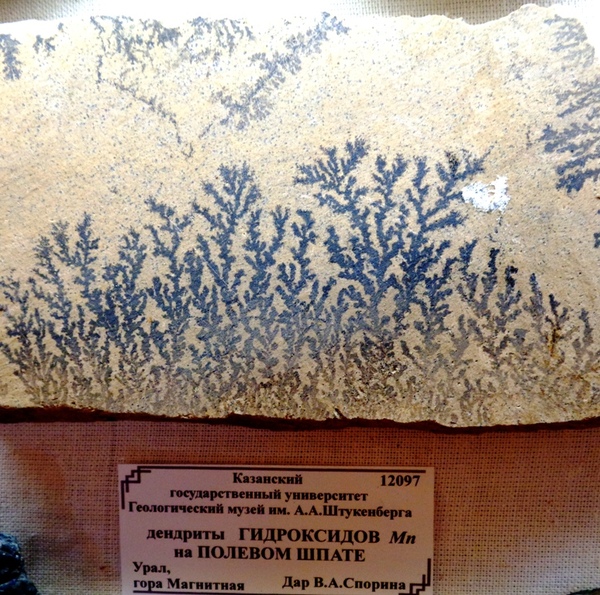 Казанский 12097
государственный университет
Геологический музей им. А.А.Штукенберга
дендриты ГИДРОКСИДОВ Mn
на ПОЛЕВОМ ШПАТЕ
Урал,
гора Магнитная Дар В.А.Спорина